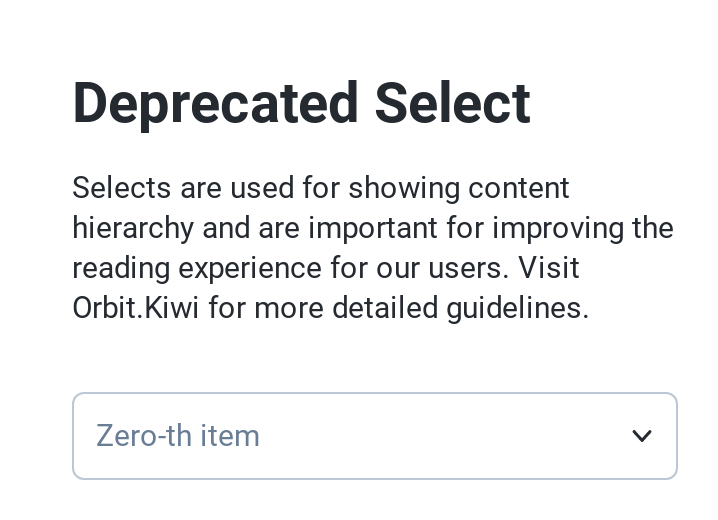 Deprecated Select
Selects are used for showing content
hierarchy and are important for improving the
reading experience for our users. Visit
Orbit.Kiwi for more detailed guidelines.
Zero-th item